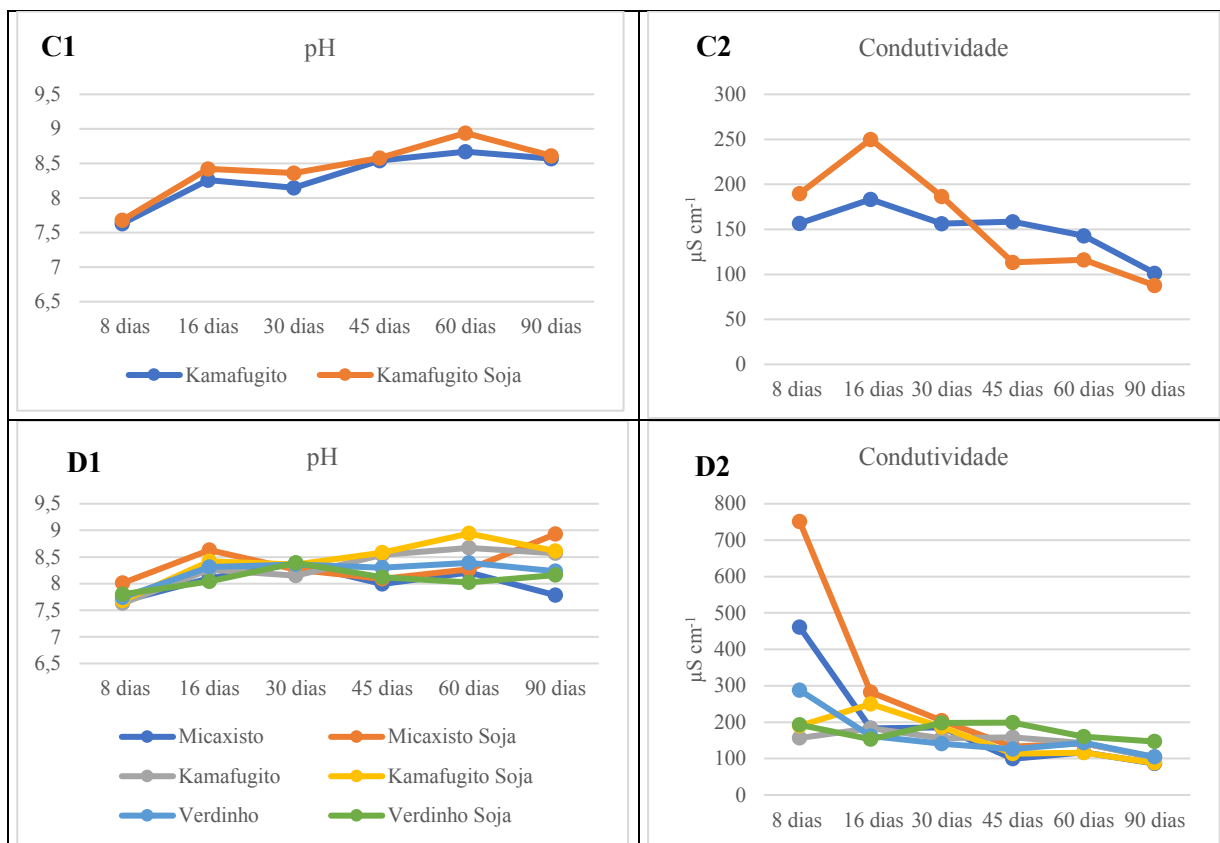 C1
pH
9,5
9
8,5
8
7,5
7
6,5
8 dias 16 dias 30 dias 45 dias 60 dias 90 dias
Kamafugito Kamafugito Soja
C2
Condutividade
µS cm-1
300
250
200
150
100
50
0
8 dias 16 dias 30 dias 45 dias 60 dias 90 dias
D1
pH
9,5
9
8,5
8
7,5
7
6,5
8 dias 16 dias 30 dias 45 dias 60 dias 90 dias
Micaxisto Micaxisto Soja
Kamafugito Kamafugito Soja
Verdinho Verdinho Soja
D2
Condutividade
µS cm-1
800
700
600
500
400
300
200
100
0
8 dias 16 dias 30 dias 45 dias 60 dias 90 dias